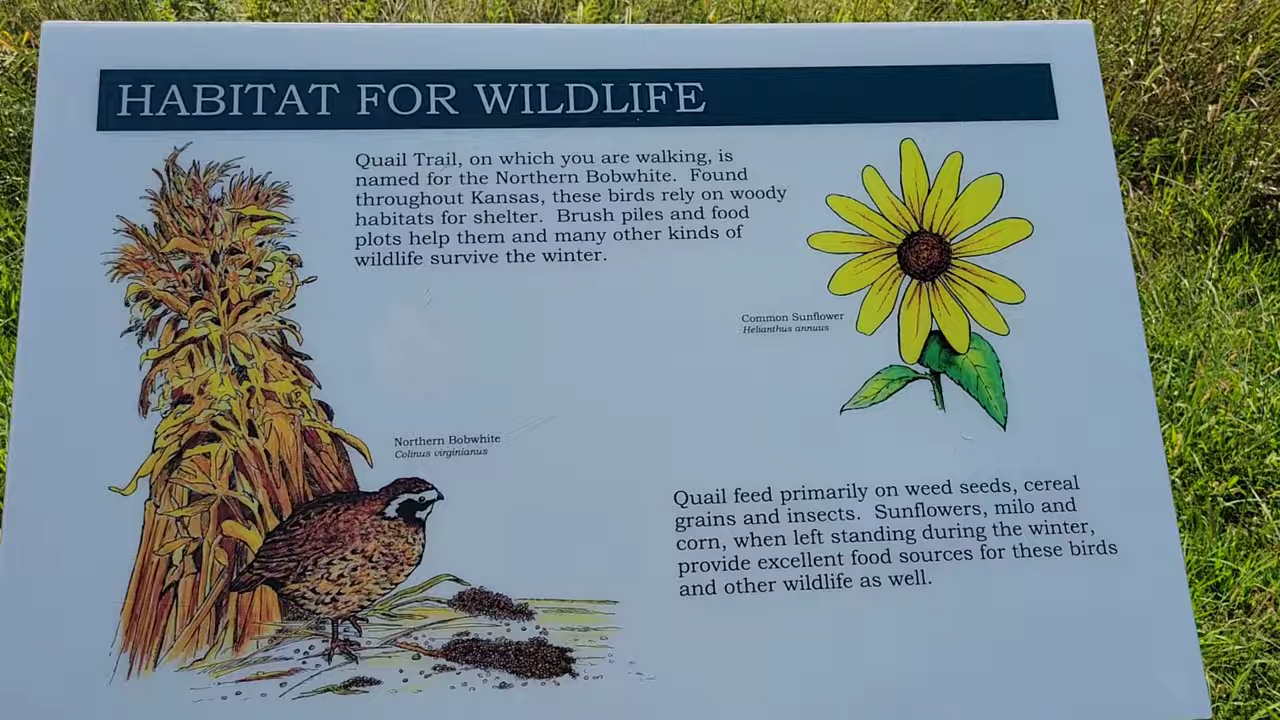 HABITAT FOR WILDLIFE
Quail Trail, on which you are walking, is
named for the Northern Bobwhite. Found
throughout Kansas, these birds rely on woody
habitats for shelter. Brush piles and food
plots help them and many other kinds of
wildlife survive the winter.
Common Sunflower
Helianthus annuus
Northern Bobwhite
Colinus virginianus
Quail feed primarily on weed seeds, cereal
grains and insects. Sunflowers, milo and
corn, when left standing during the winter,
provide excellent food sources for these birds
and other wildlife as well.